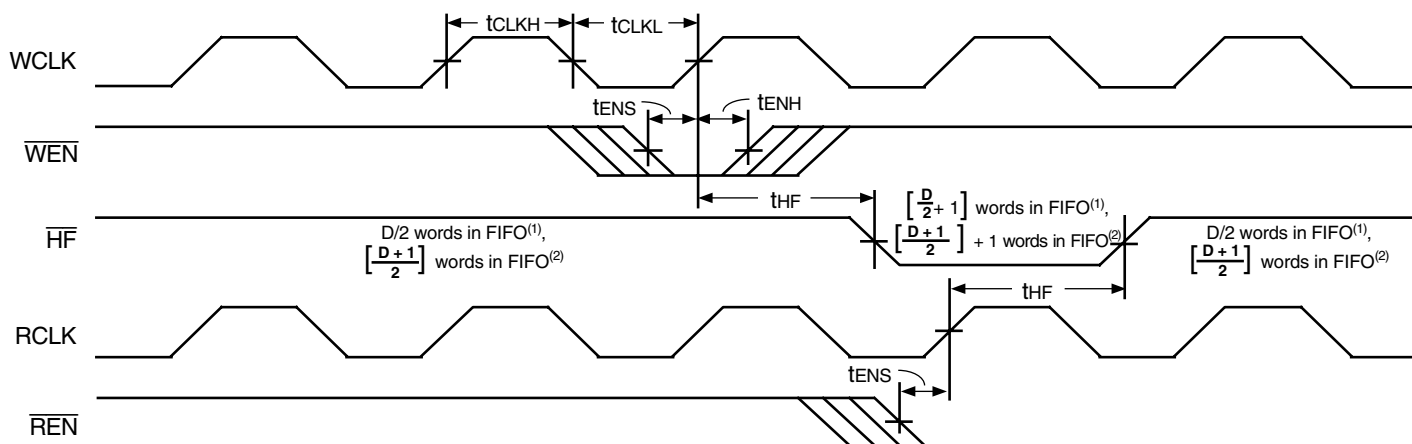 tCLKH
tCLKL
WCLK
tENS
tENH
WEN
tHF
[D/2 + 1] words in FIFO(1),
[D + 1/2] + 1 words in FIFO(2)
HF
D/2 words in FIFO(1),
[D + 1/2] words in FIFO(2)
D/2 words in FIFO(1),
[D + 1/2] words in FIFO(2)
tHF
RCLK
tENS
REN